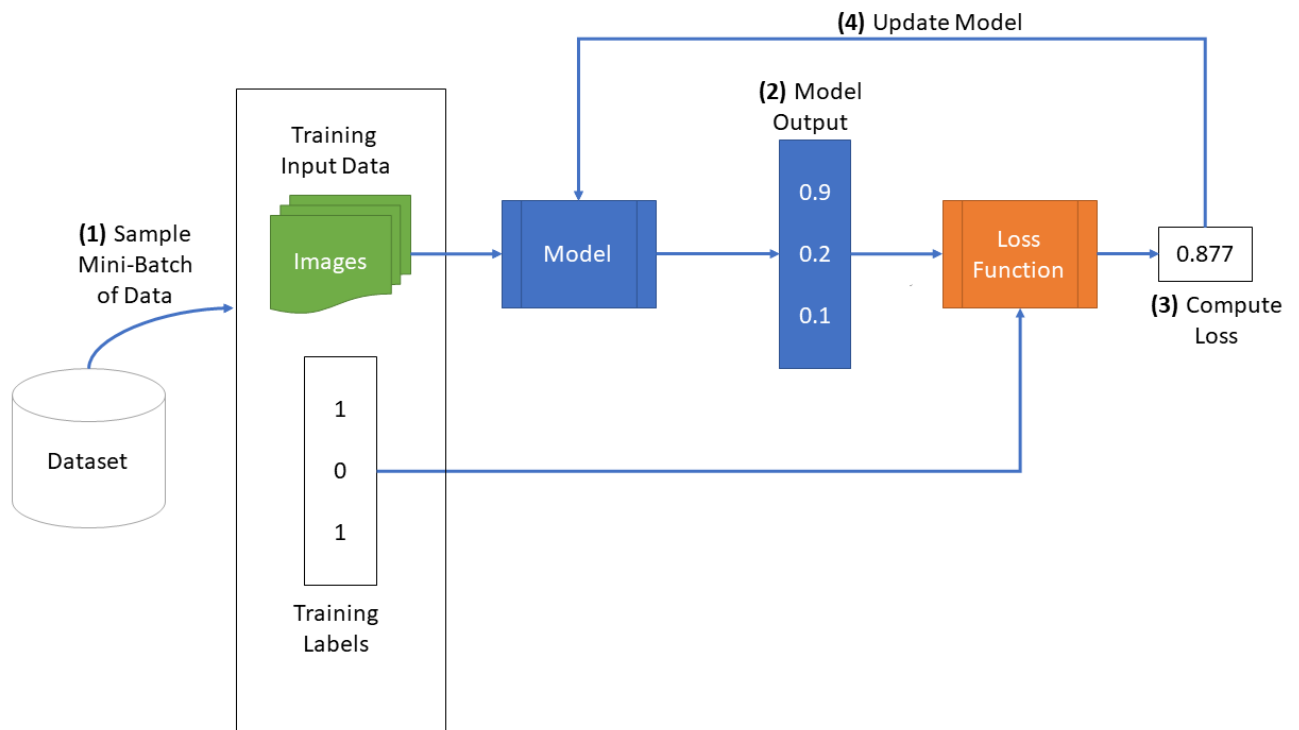 (4) Update Model
(2) Model
Output
Training
Input Data
0.9
(1) Sample
Mini-Batch
of Data
Images
Model
0.2
Loss
Function
0.877
0.1
(3) Compute
Loss
1
Dataset
0
1
Training
Labels